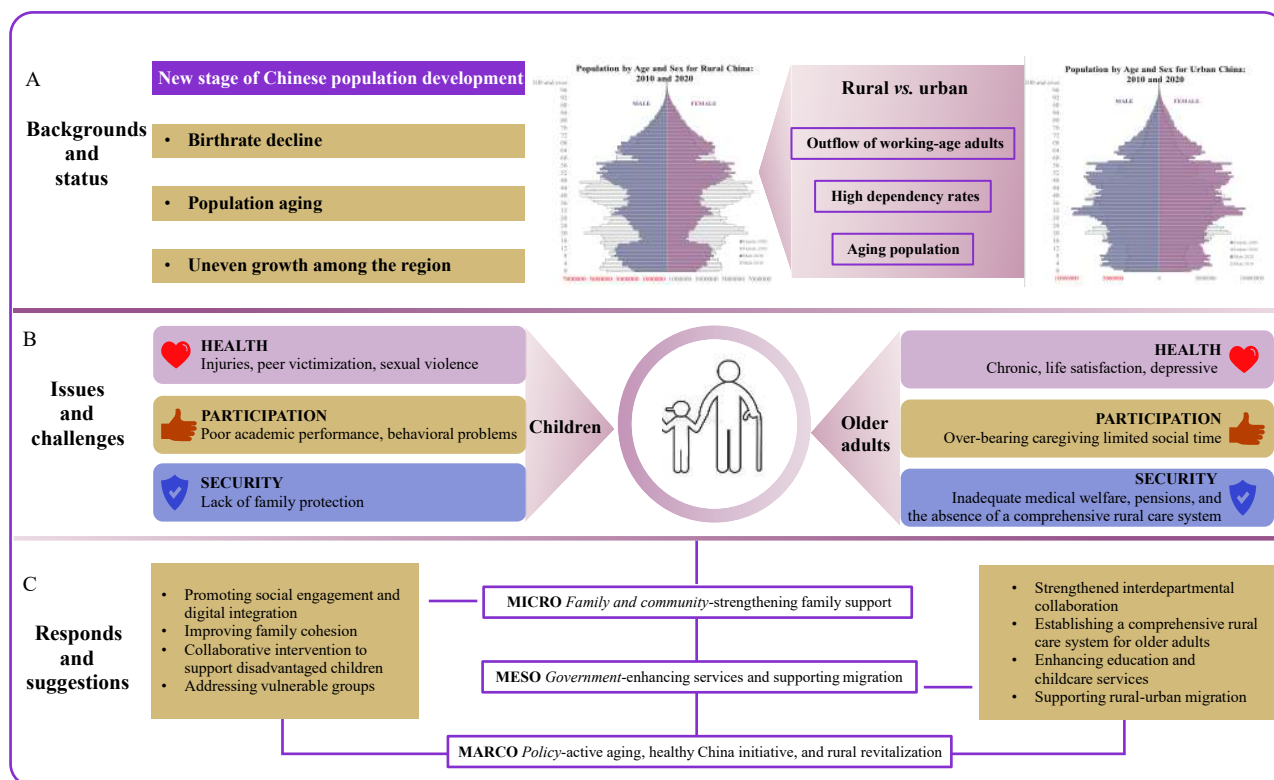 A
Backgrounds
and
status
New stage of Chinese population development
• Birthrate decline
• Population aging
• Uneven growth among the region
Population by Age and Sex for Rural China:
2010 and 2020
MALE
FEMALE
Rural vs. urban
Outflow of working-age adults
High dependency rates
Aging population
Population by Age and Sex for Urban China:
2010 and 2020
MALE
FEMALE
B
Issues
and
challenges
HEALTH
Injuries, peer victimization, sexual violence
PARTICIPATION
Poor academic performance, behavioral problems
SECURITY
Lack of family protection
Children
Older
adults
HEALTH
Chronic, life satisfaction, depressive
PARTICIPATION
Over-bearing caregiving limited social time
SECURITY
Inadequate medical welfare, pensions, and
the absence of a comprehensive rural care system
C
Responds
and
suggestions
• Promoting social engagement and
digital integration
• Improving family cohesion
• Collaborative intervention to
support disadvantaged children
• Addressing vulnerable groups
MICRO Family and community-strengthening family support
MESO Government-enhancing services and supporting migration
MARCO Policy-active aging, healthy China initiative, and rural revitalization
• Strengthened interdepartmental
collaboration
• Establishing a comprehensive rural
care system for older adults
• Enhancing education and
childcare services
• Supporting rural-urban migration